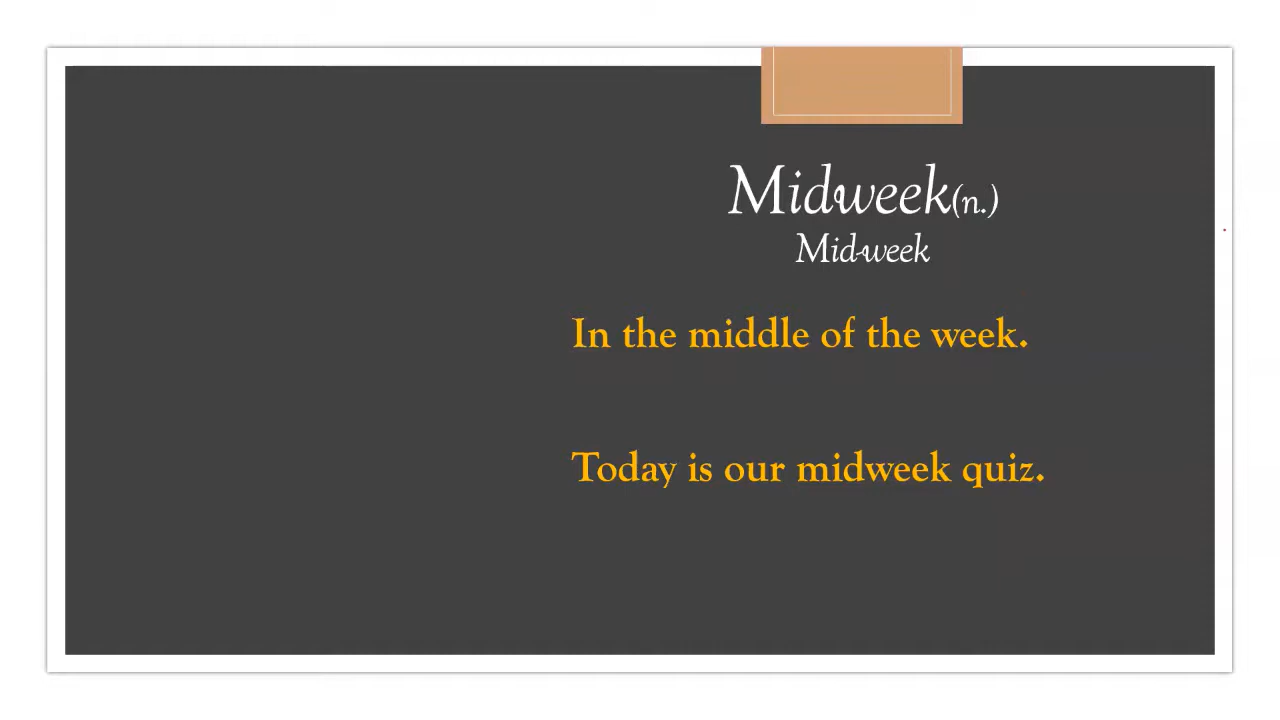 Midweek(n.)
Mid-week
In the middle of the week.
Today is our midweek quiz.